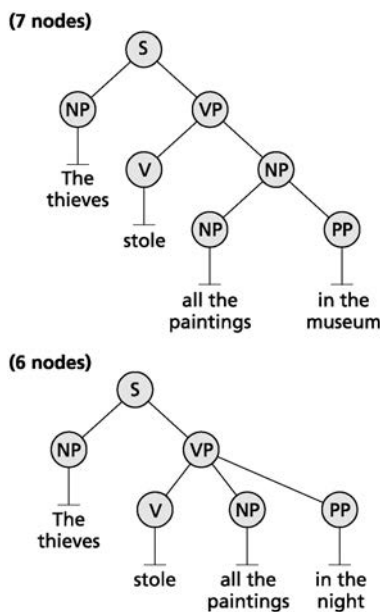 (7 nodes)
S
NP VP
The thieves
V NP
stole
NP PP
all the paintings
in the museum
(6 nodes)
S
NP VP
The thieves
V NP PP
stole
all the paintings
in the night